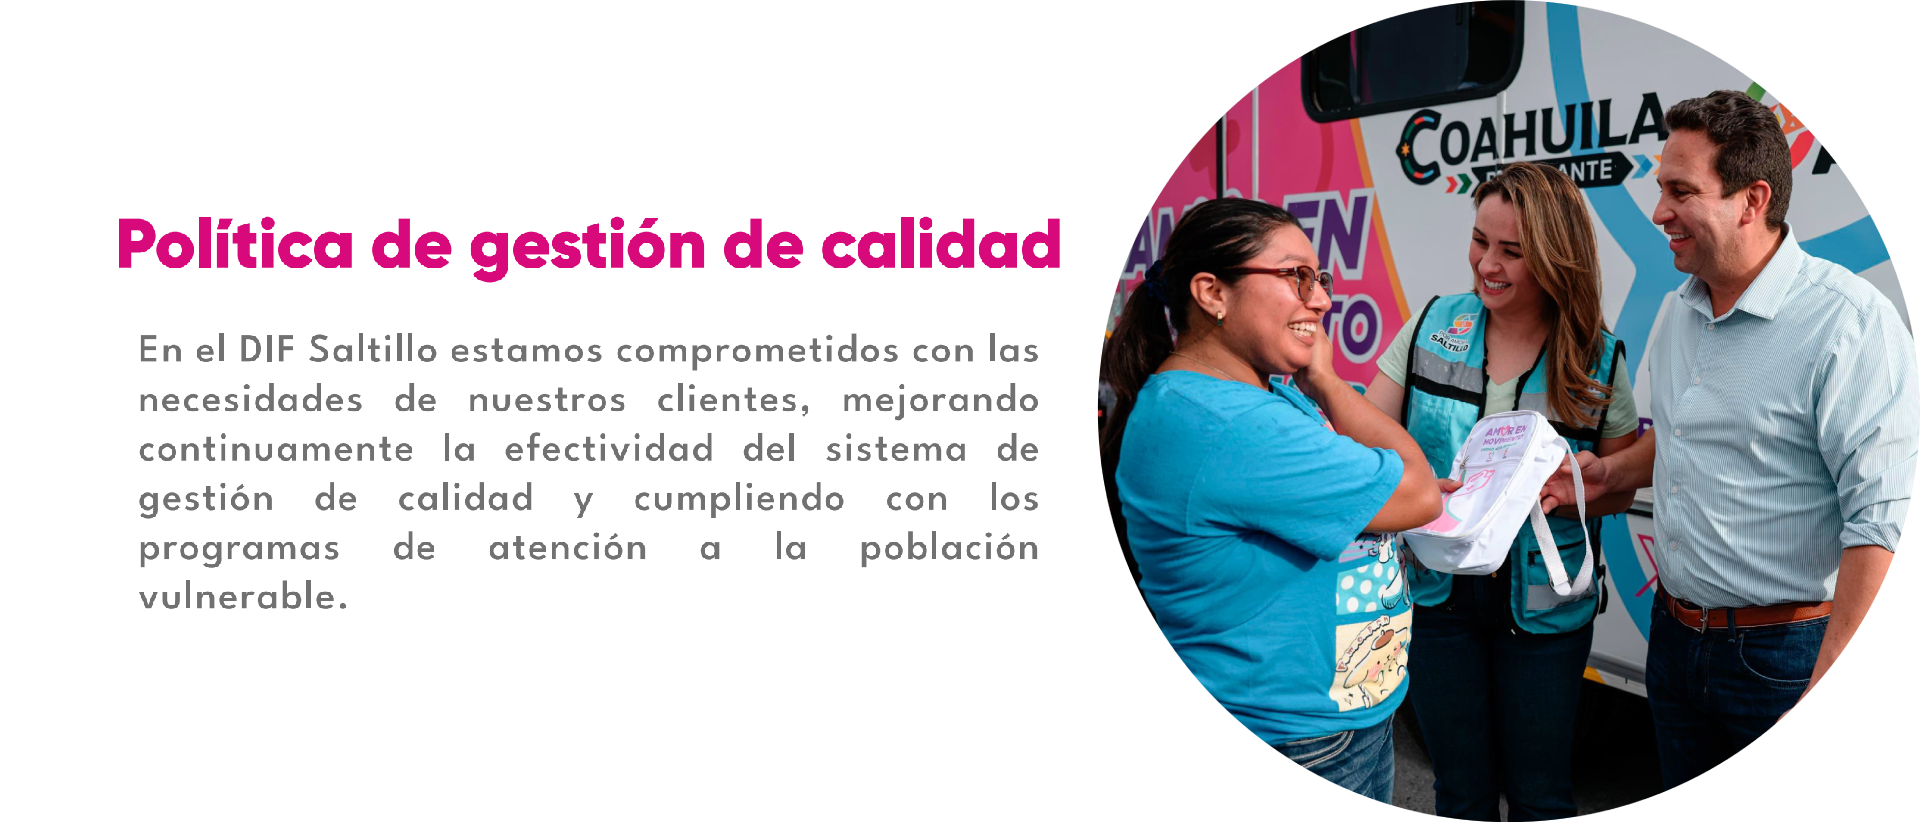 Política de gestión de calidad
En el DIF Saltillo estamos comprometidos con las
necesidades de nuestros clientes, mejorando
continuamente la efectividad del sistema de
gestión de calidad y cumpliendo con los
programas de atención a la población
vulnerable.
COAHUILA
ANTE
EN
TO
SALTILLO
AMOR EN
MOVIMIENTO